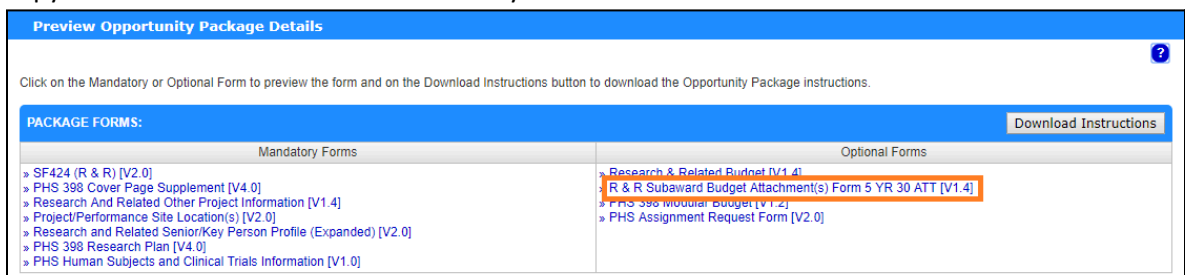 Preview Opportunity Package Details
?
Click on the Mandatory or Optional Form to preview the form and on the Download Instructions button to download the Opportunity Package instructions.
PACKAGE FORMS:
Download Instructions
Mandatory Forms
Optional Forms
» SF424 (R & R) [V2.0]
» PHS 398 Cover Page Supplement [V4.0]
» Research And Related Other Project Information [V1.4]
» Project/Performance Site Location(s) [V2.0]
» Research and Related Senior/Key Person Profile (Expanded) [V2.0]
» PHS 398 Research Plan [V4.0]
» PHS Human Subjects and Clinical Trials Information [V1.0]
» Research & Related Budget [V1.4]
» R & R Subaward Budget Attachment(s) Form 5 YR 30 ATT [V1.4]
» PHS 398 Modular Budget [V1.2]
» PHS Assignment Request Form [V2.0]